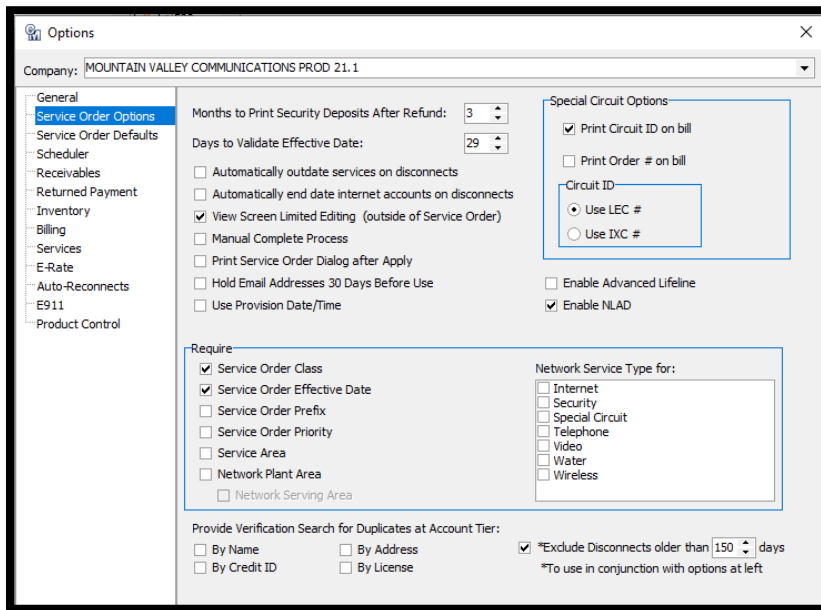 Options
Company: MOUNTAIN VALLEY COMMUNICATIONS PROD 21.1
General
Service Order Options
Service Order Defaults
Scheduler
Receivables
Returned Payment
Inventory
Billing
Services
E-Rate
Auto-Reconnects
E911
Product Control
Months to Print Security Deposits After Refund: 3
Days to Validate Effective Date: 29
Automatically outdate services on disconnects
Automatically end date internet accounts on disconnects
View Screen Limited Editing (outside of Service Order)
Manual Complete Process
Print Service Order Dialog after Apply
Hold Email Addresses 30 Days Before Use
Use Provision Date/Time
Special Circuit Options
Print Circuit ID on bill
Print Order # on bill
Circuit ID
Use LEC #
Use IXC #
Enable Advanced Lifeline
Enable NLAD
Require
Service Order Class
Service Order Effective Date
Service Order Prefix
Service Order Priority
Service Area
Network Plant Area
Network Serving Area
Network Service Type for:
Internet
Security
Special Circuit
Telephone
Video
Water
Wireless
Provide Verification Search for Duplicates at Account Tier:
By Name By Address
By Credit ID By License
*Exclude Disconnects older than 150 days
*To use in conjunction with options at left